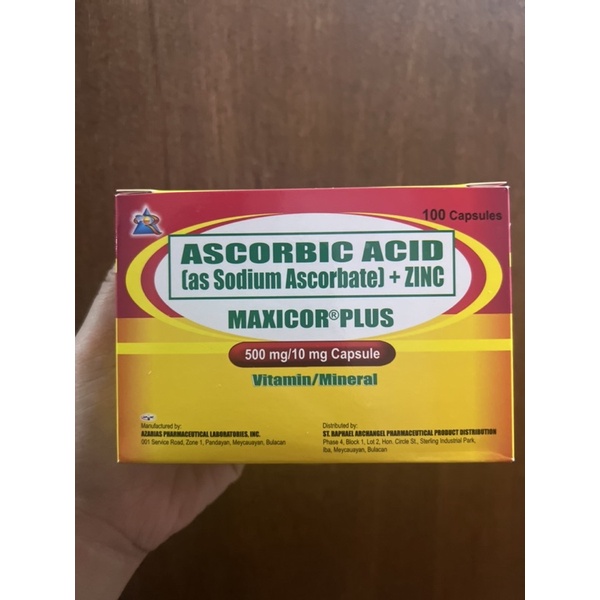 100 Capsules
ASCORBIC ACID
(as Sodium Ascorbate) + ZINC
MAXICOR® PLUS
500 mg/10 mg Capsule
Vitamin/Mineral
Manufactured by:
AZARIAS PHARMACEUTICAL LABORATORIES, INC.
001 Service Road, Zone 1, Pandayan, Meycauayan, Bulacan
Distributed by:
ST. RAPHAEL ARCHANGEL PHARMACEUTICAL PRODUCT DISTRIBUTION
Phase 4, Block 1, Lot 2, Hon. Circle St., Sterling Industrial Park,
Iba, Meycauayan, Bulacan